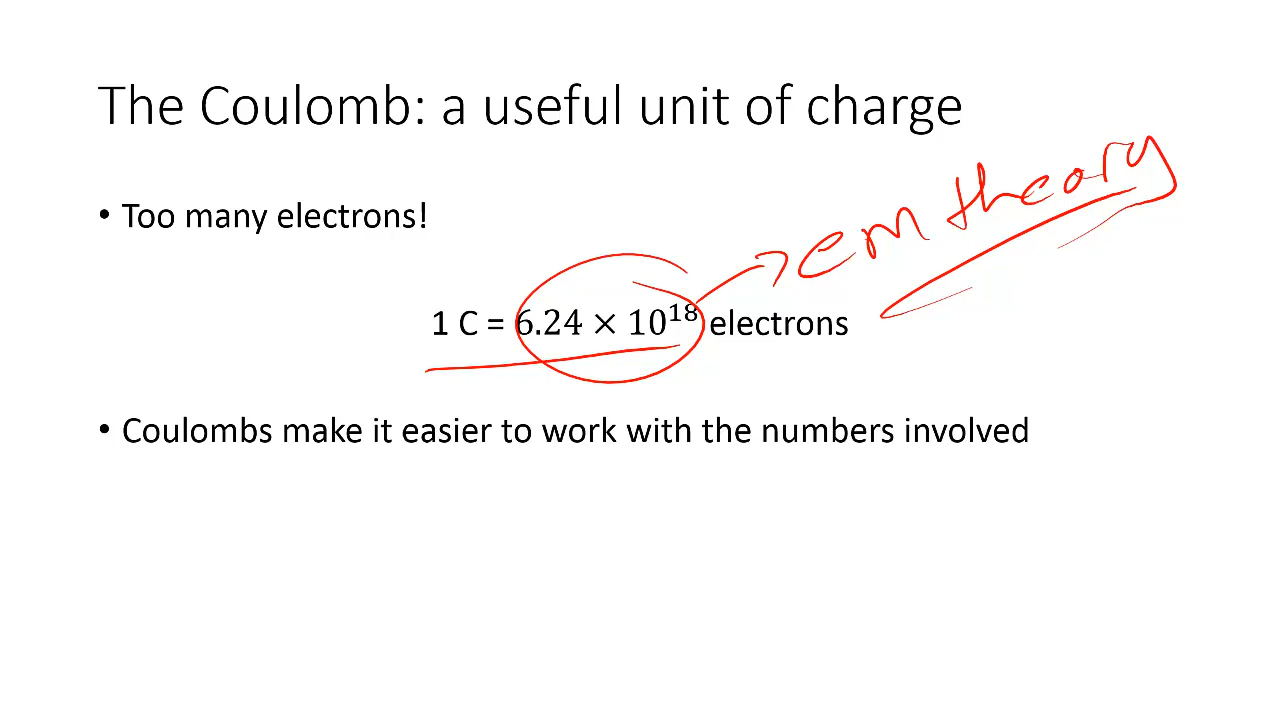 The Coulomb: a useful unit of charge
• Too many electrons!
em theory
1 C = 6.24 × 10¹⁸ electrons
• Coulombs make it easier to work with the numbers involved